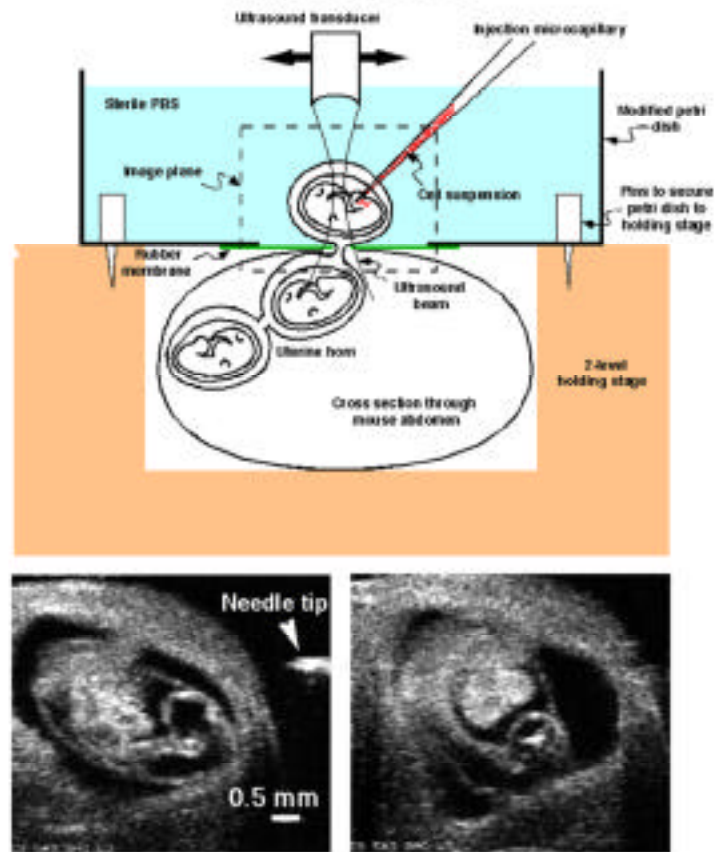 Ultrasound transducer
Injection microcapillary
Sterile PBS
Modified petri
dish
Image plane
Cell suspension
Pins to secure
petri dish to
holding stage
Rubber
membrane
Ultrasound
beam
Uterine horn
2-level
holding stage
Cross section through
mouse abdomen
Needle tip
0.5 mm